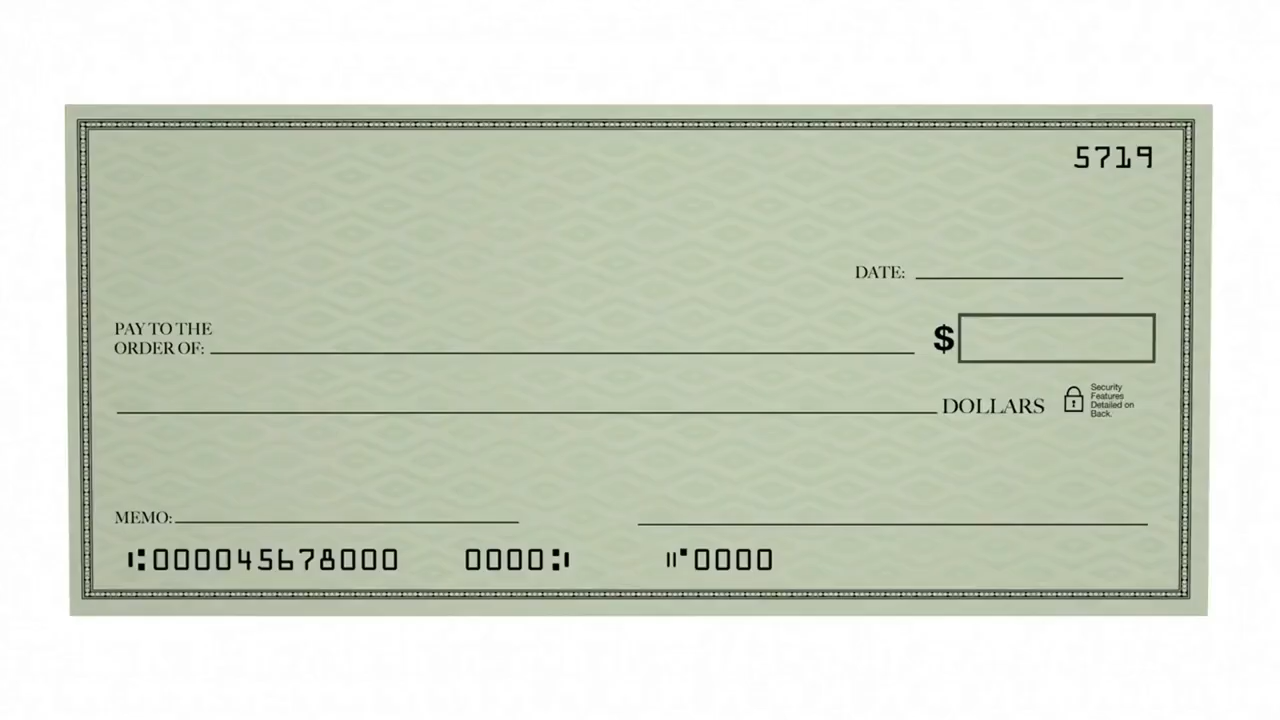 5719
DATE:
PAY TO THE
ORDER OF:
$
DOLLARS
Security
Features
Detailed on
Back.
MEMO:
⑆000045678000 0000⑆ ⑈0000